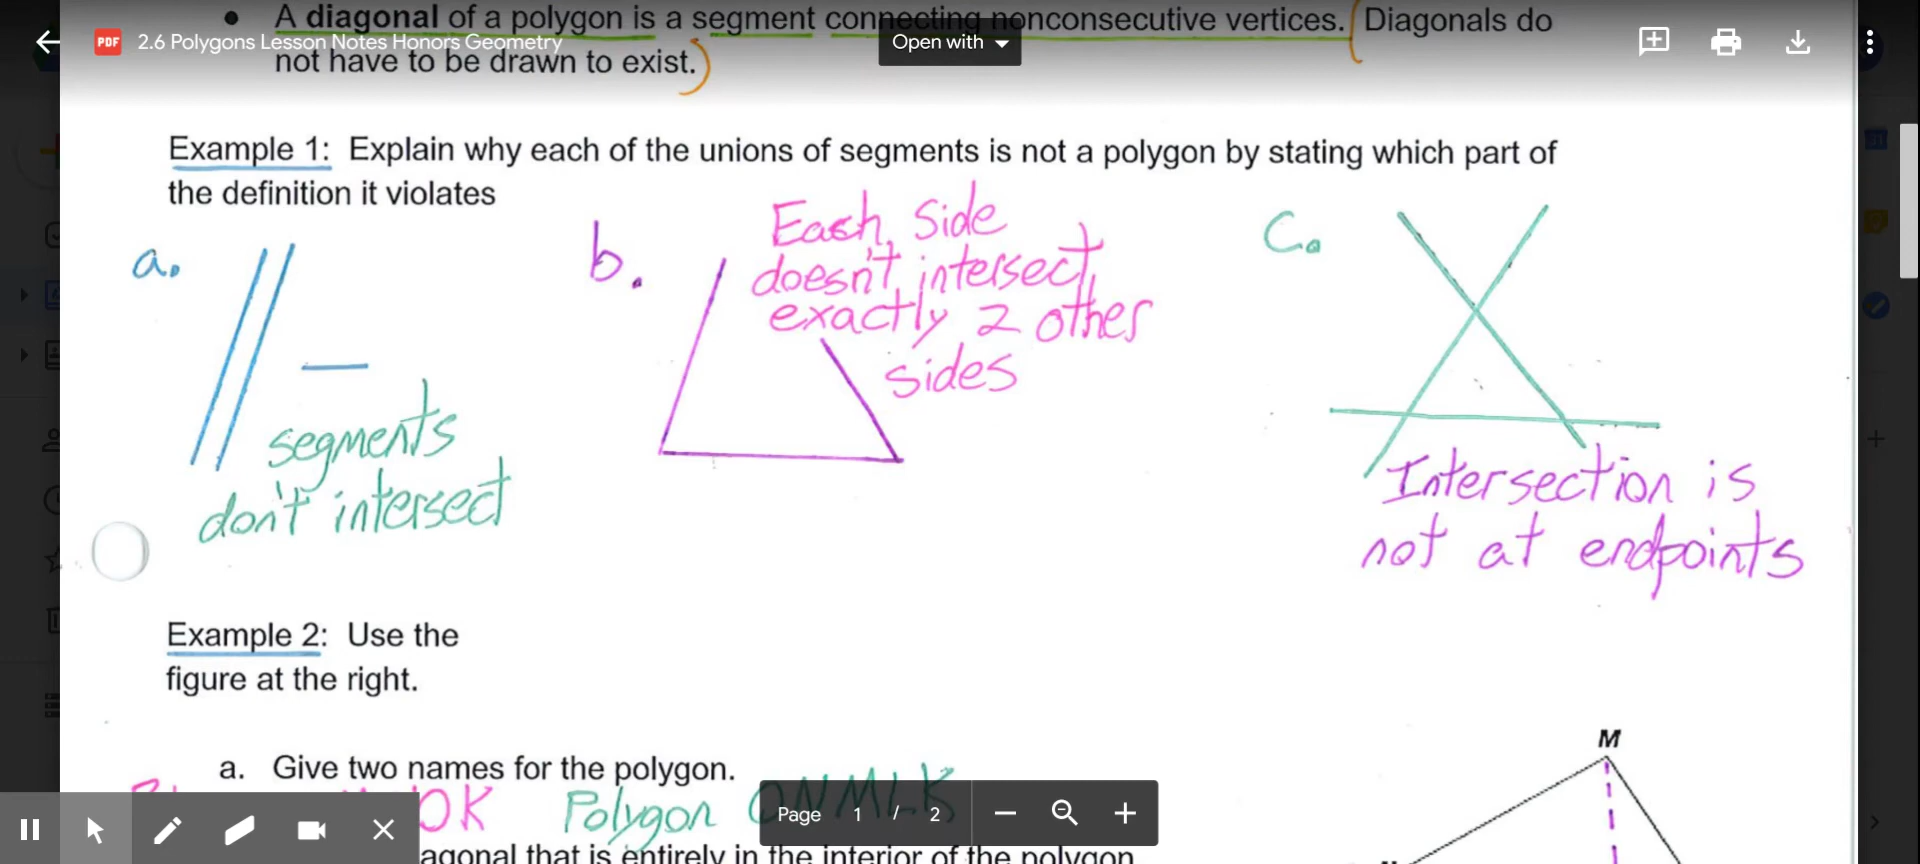 A diagonal of a polygon is a segment connecting nonconsecutive vertices. (Diagonals do
PDF 2.6 Polygons Lesson Notes Honors Geometry
Open with
not have to be drawn to exist.)
Example 1: Explain why each of the unions of segments is not a polygon by stating which part of
the definition it violates
a.
segments
don't intersect
b.
Each side
doesn't intersect
exactly 2 other
sides
C.
Intersection is
not at endpoints
Example 2: Use the
figure at the right.
M
a. Give two names for the polygon.
OK Polygon ONMLK
Page 1 / 2
agonal that is entirely in the interior of the polygon